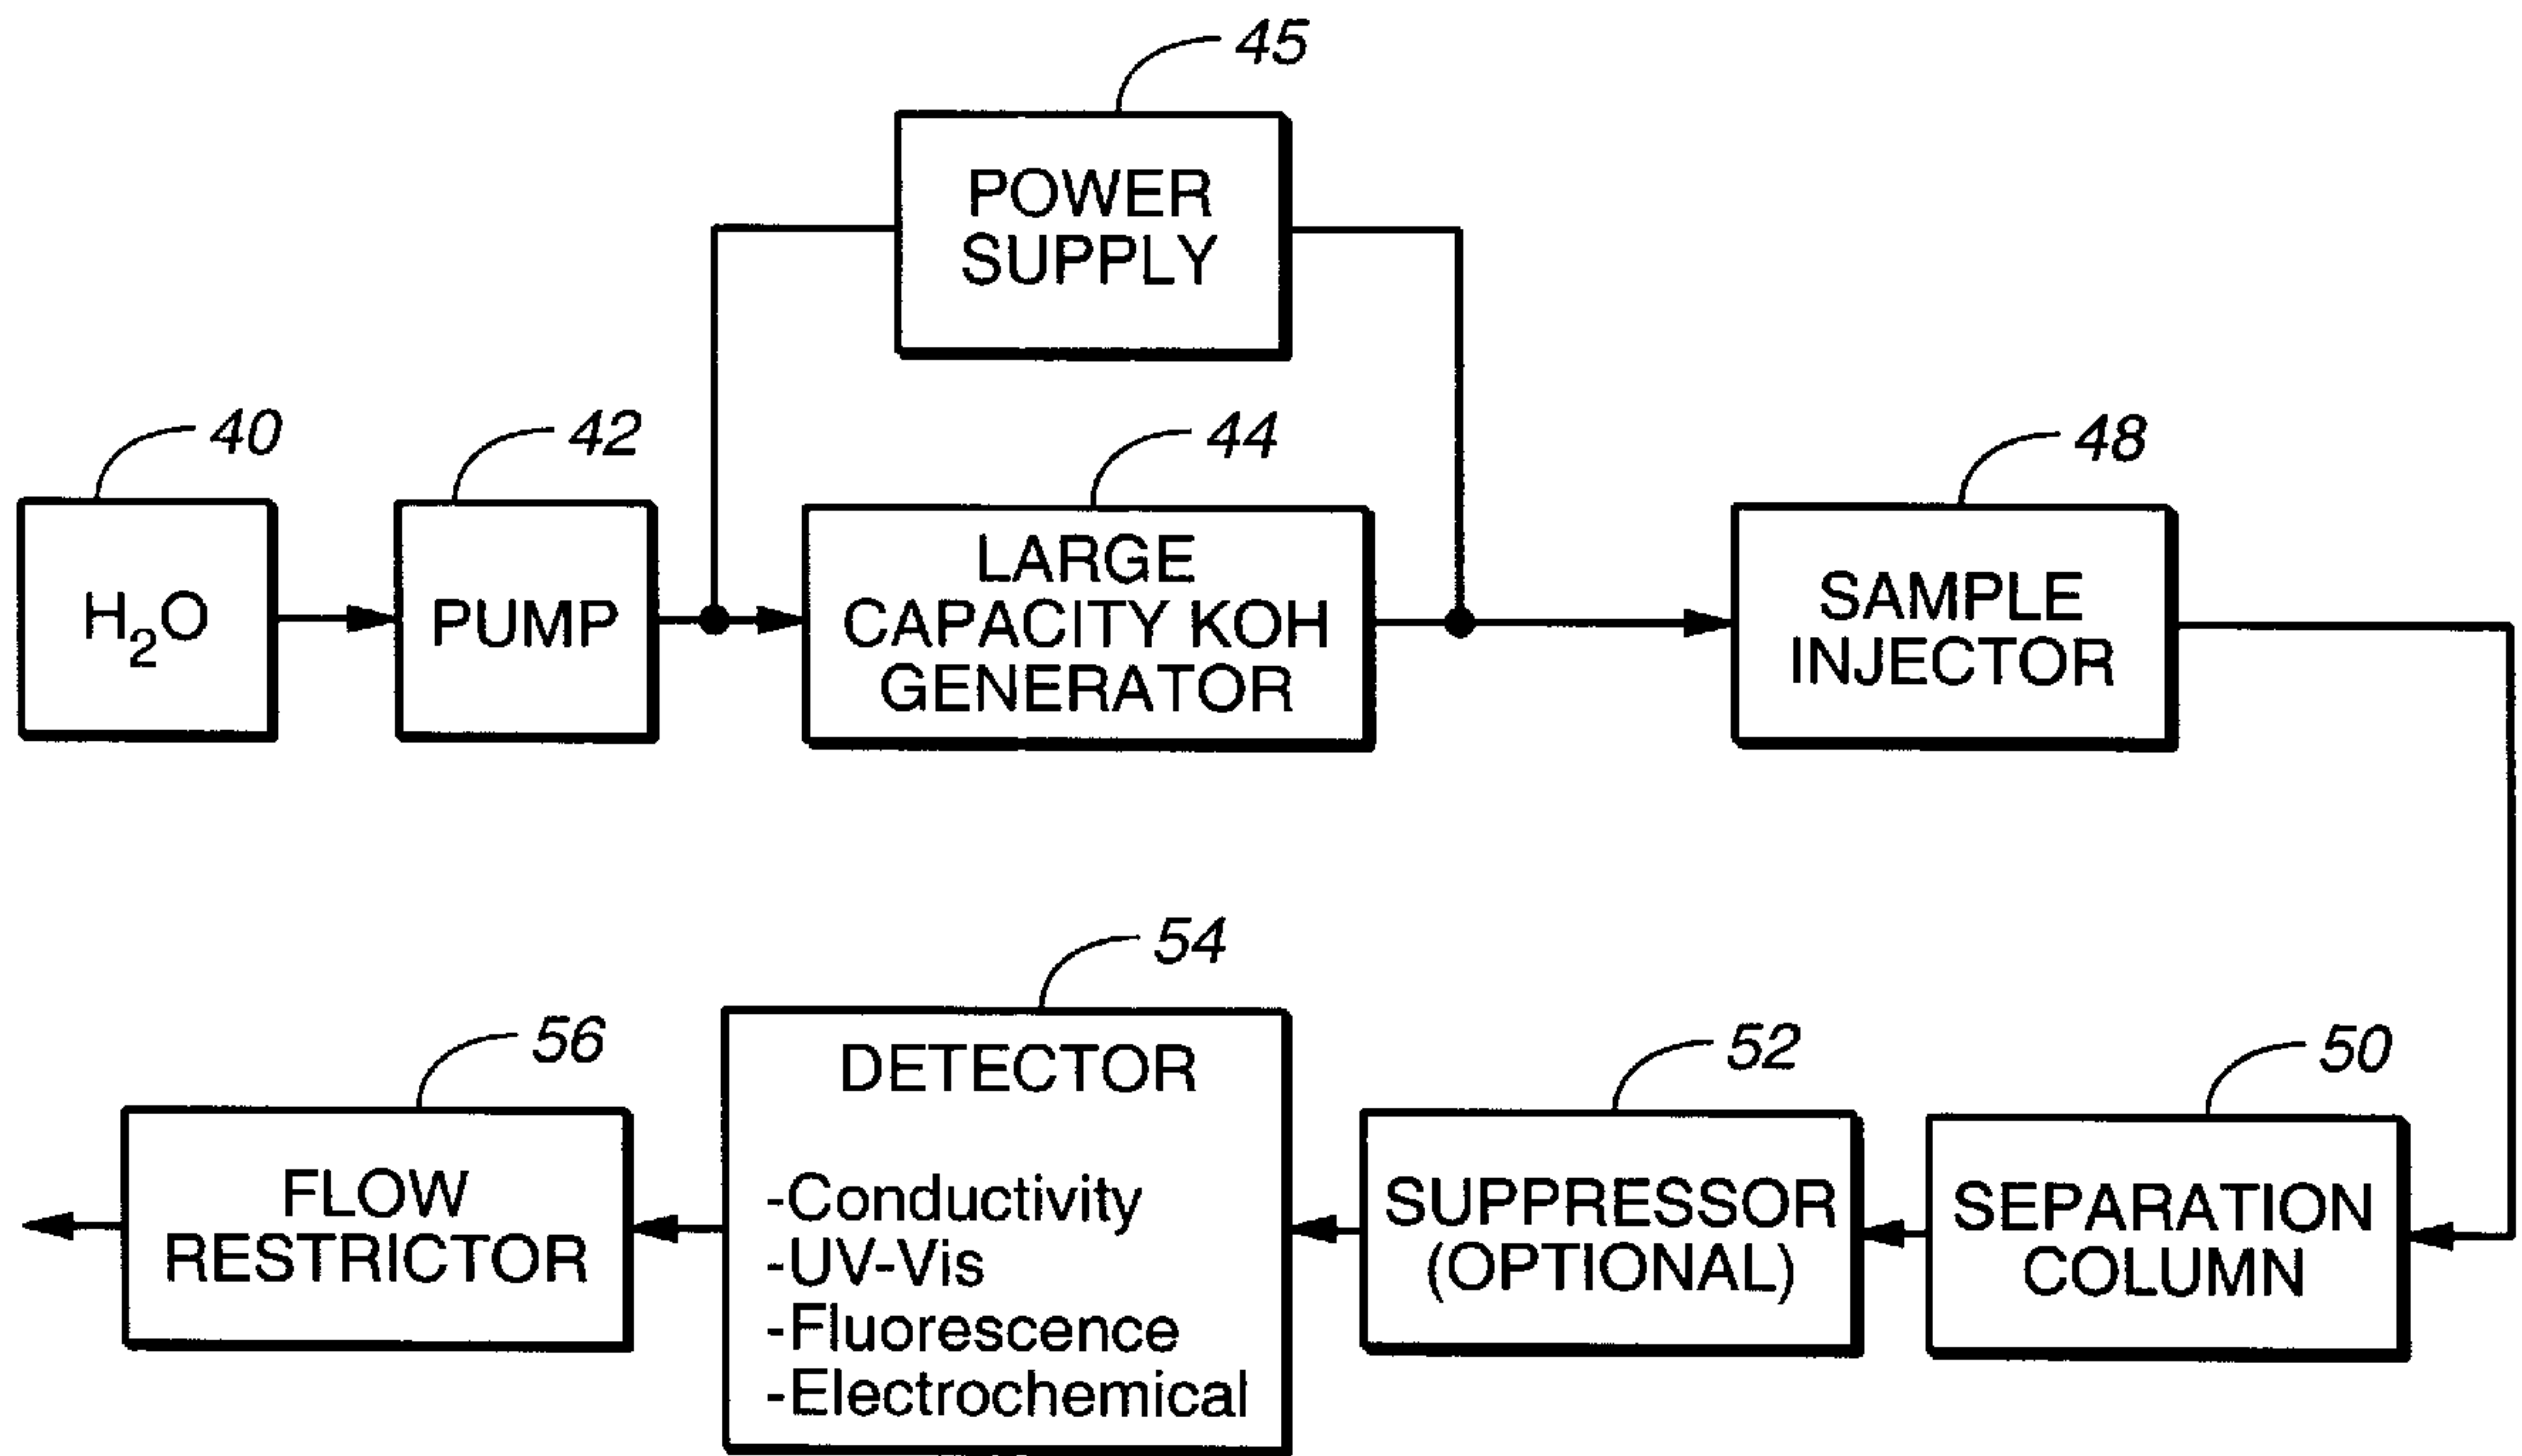 45
POWER
SUPPLY
40
42
44
48
H₂O
PUMP
LARGE
CAPACITY KOH
GENERATOR
SAMPLE
INJECTOR
54
56
52
50
DETECTOR
-Conductivity
-UV-Vis
-Fluorescence
-Electrochemical
FLOW
RESTRICTOR
SUPPRESSOR
(OPTIONAL)
SEPARATION
COLUMN